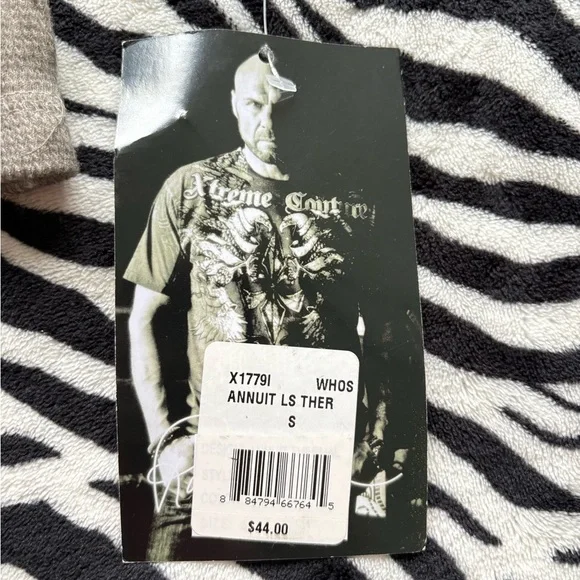 Xtreme Couture
X1779I WHOS
ANNUIT LS THER
S
8 84794 66764 5
$44.00